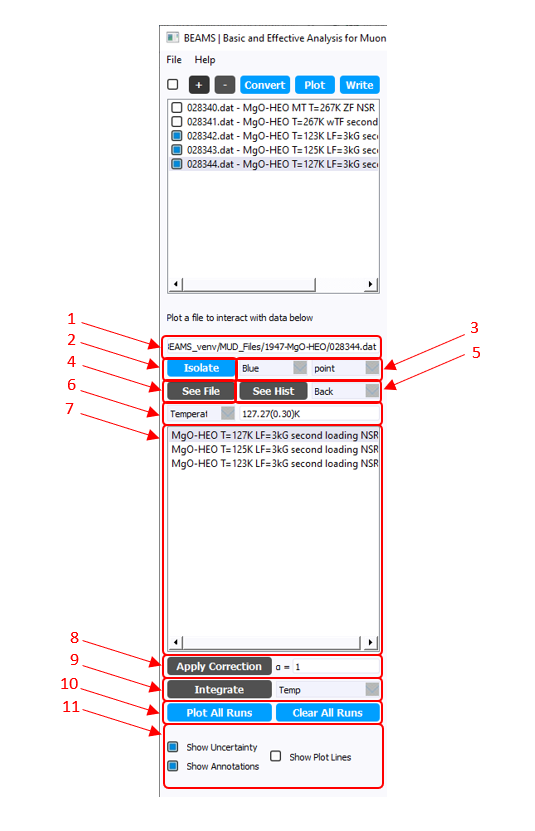 BEAMS | Basic and Effective Analysis for Muon
File Help
+ - Convert Plot Write
028340.dat - MgO-HEO MT T=267K ZF NSR
028341.dat - MgO-HEO T=267K wTF second
028342.dat - MgO-HEO T=123K LF=3kG sec
028343.dat - MgO-HEO T=125K LF=3kG sec
028344.dat - MgO-HEO T=127K LF=3kG sec
Plot a file to interact with data below
1 EAMS_venv/MUD_Files/1947-MgO-HEO/028344.dat
2 Isolate Blue point 3
4 See File See Hist Back 5
6 Temperat 127.27(0.30)K
7 MgO-HEO T=127K LF=3kG second loading NSR
MgO-HEO T=125K LF=3kG second loading NSR
MgO-HEO T=123K LF=3kG second loading NSR
8 Apply Correction α = 1
9 Integrate Temp
10 Plot All Runs Clear All Runs
11 Show Uncertainty
Show Plot Lines
Show Annotations